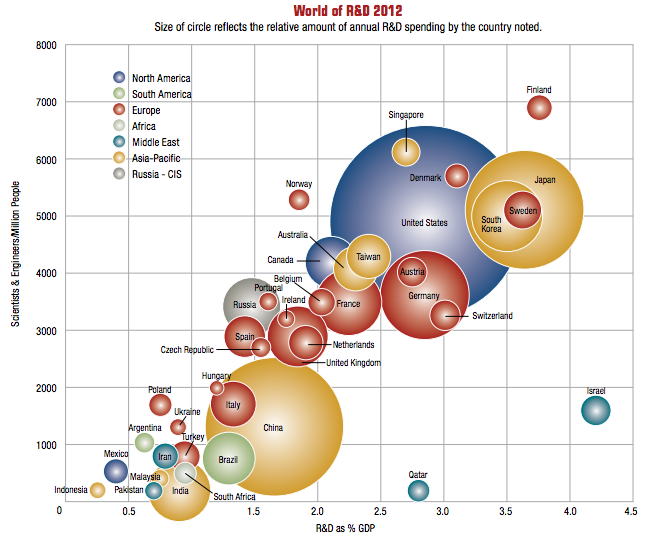 World of R&D 2012
Size of circle reflects the relative amount of annual R&D spending by the country noted.
8000
7000
6000
5000
4000
3000
2000
1000
Scientists & Engineers/Million People
North America
South America
Europe
Africa
Middle East
Asia-Pacific
Russia - CIS
Finland
Singapore
Denmark
Japan
Norway
Sweden
South
Korea
United States
Australia
Taiwan
Canada
Austria
Belgium
Portugal
Germany
Ireland
Russia
France
Switzerland
Spain
Netherlands
Czech Republic
United Kingdom
Hungary
Poland
Israel
Italy
Ukraine
Argentina
China
Turkey
Mexico
Iran
Brazil
Qatar
Malaysia
Indonesia
Pakistan
India
South Africa
0
0.5
1.5
2.0
2.5
3.0
3.5
4.0
4.5
R&D as % GDP